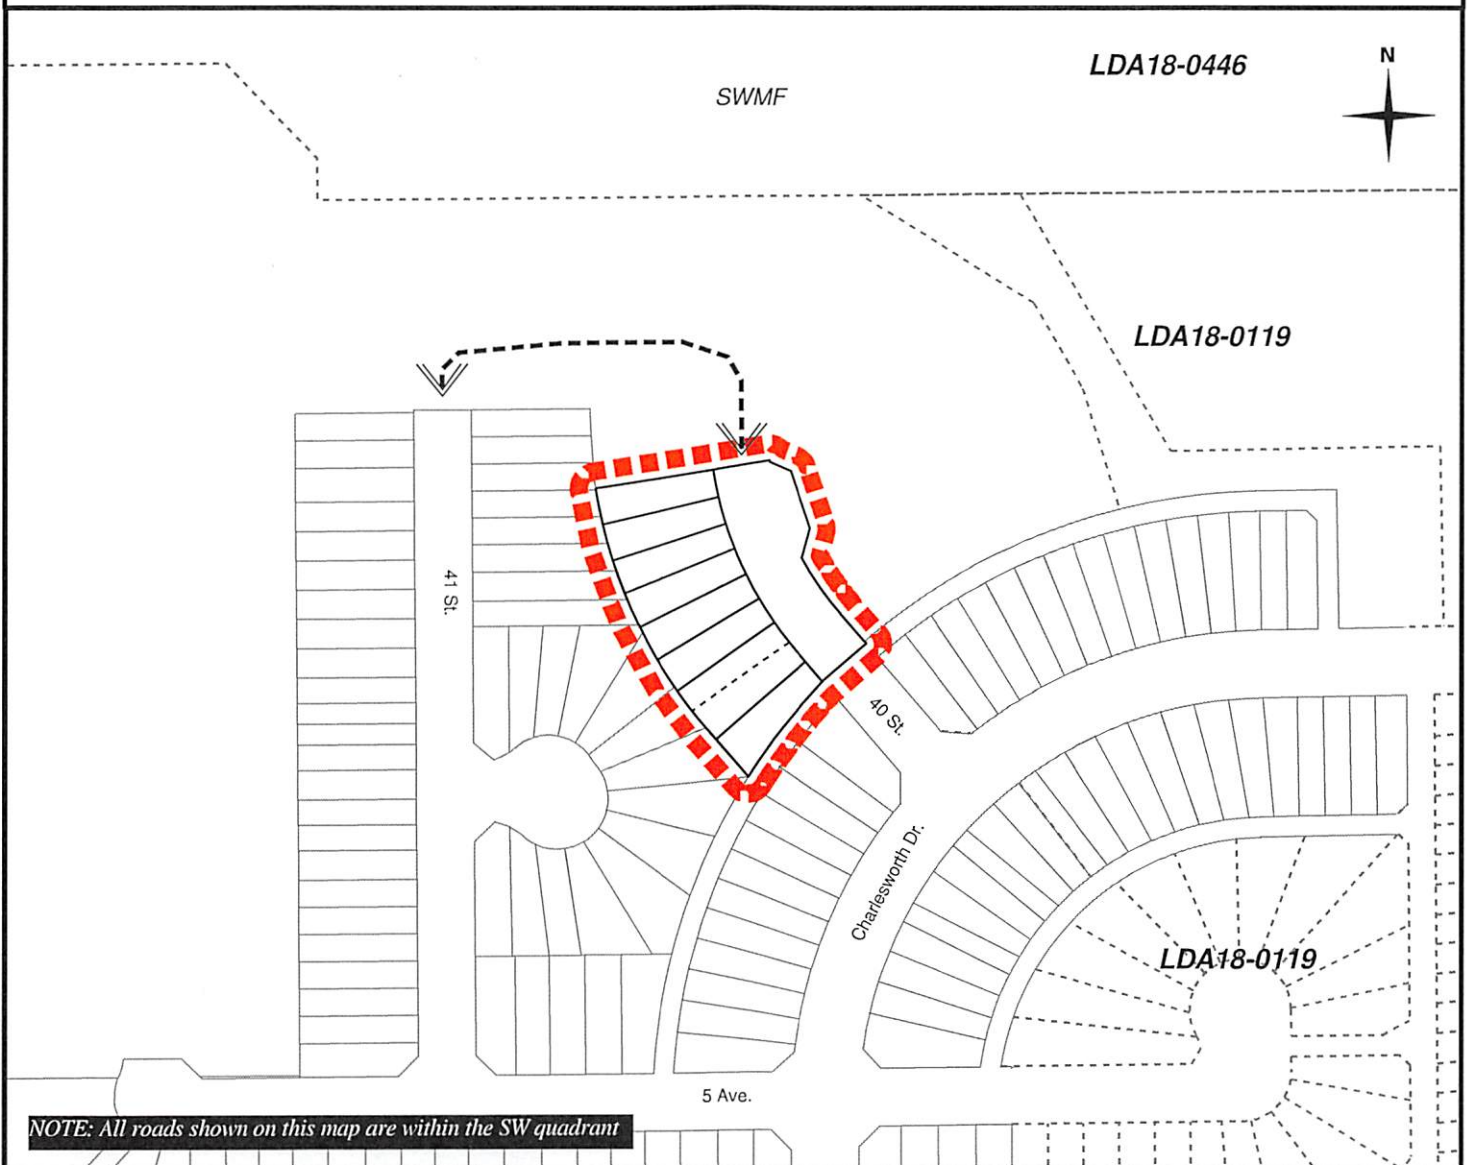 N
LDA18-0446
SWMF
LDA18-0119
41 St.
40 St.
Charlesworth Dr.
LDA18-0119
5 Ave.
NOTE: All roads shown on this map are within the SW quadrant